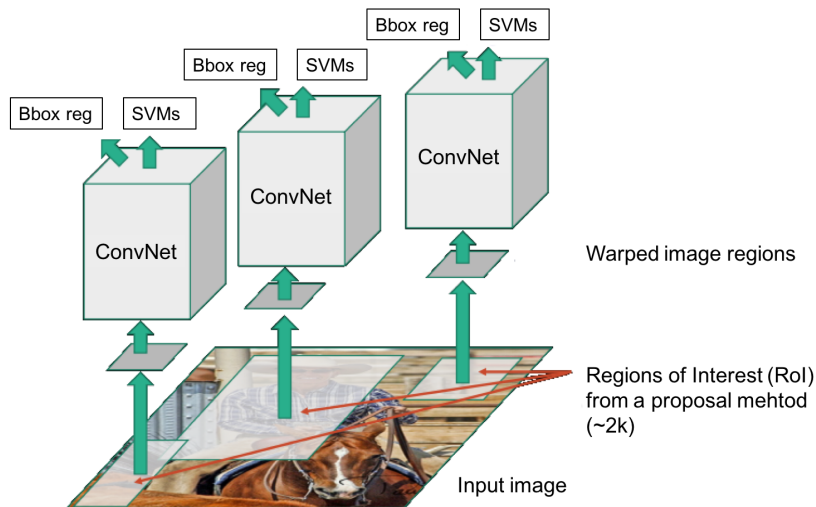 Bbox reg
SVMs
Bbox reg
SVMs
Bbox reg
SVMs
ConvNet
ConvNet
ConvNet
Warped image regions
Regions of Interest (RoI)
from a proposal mehtod
(~2k)
Input image